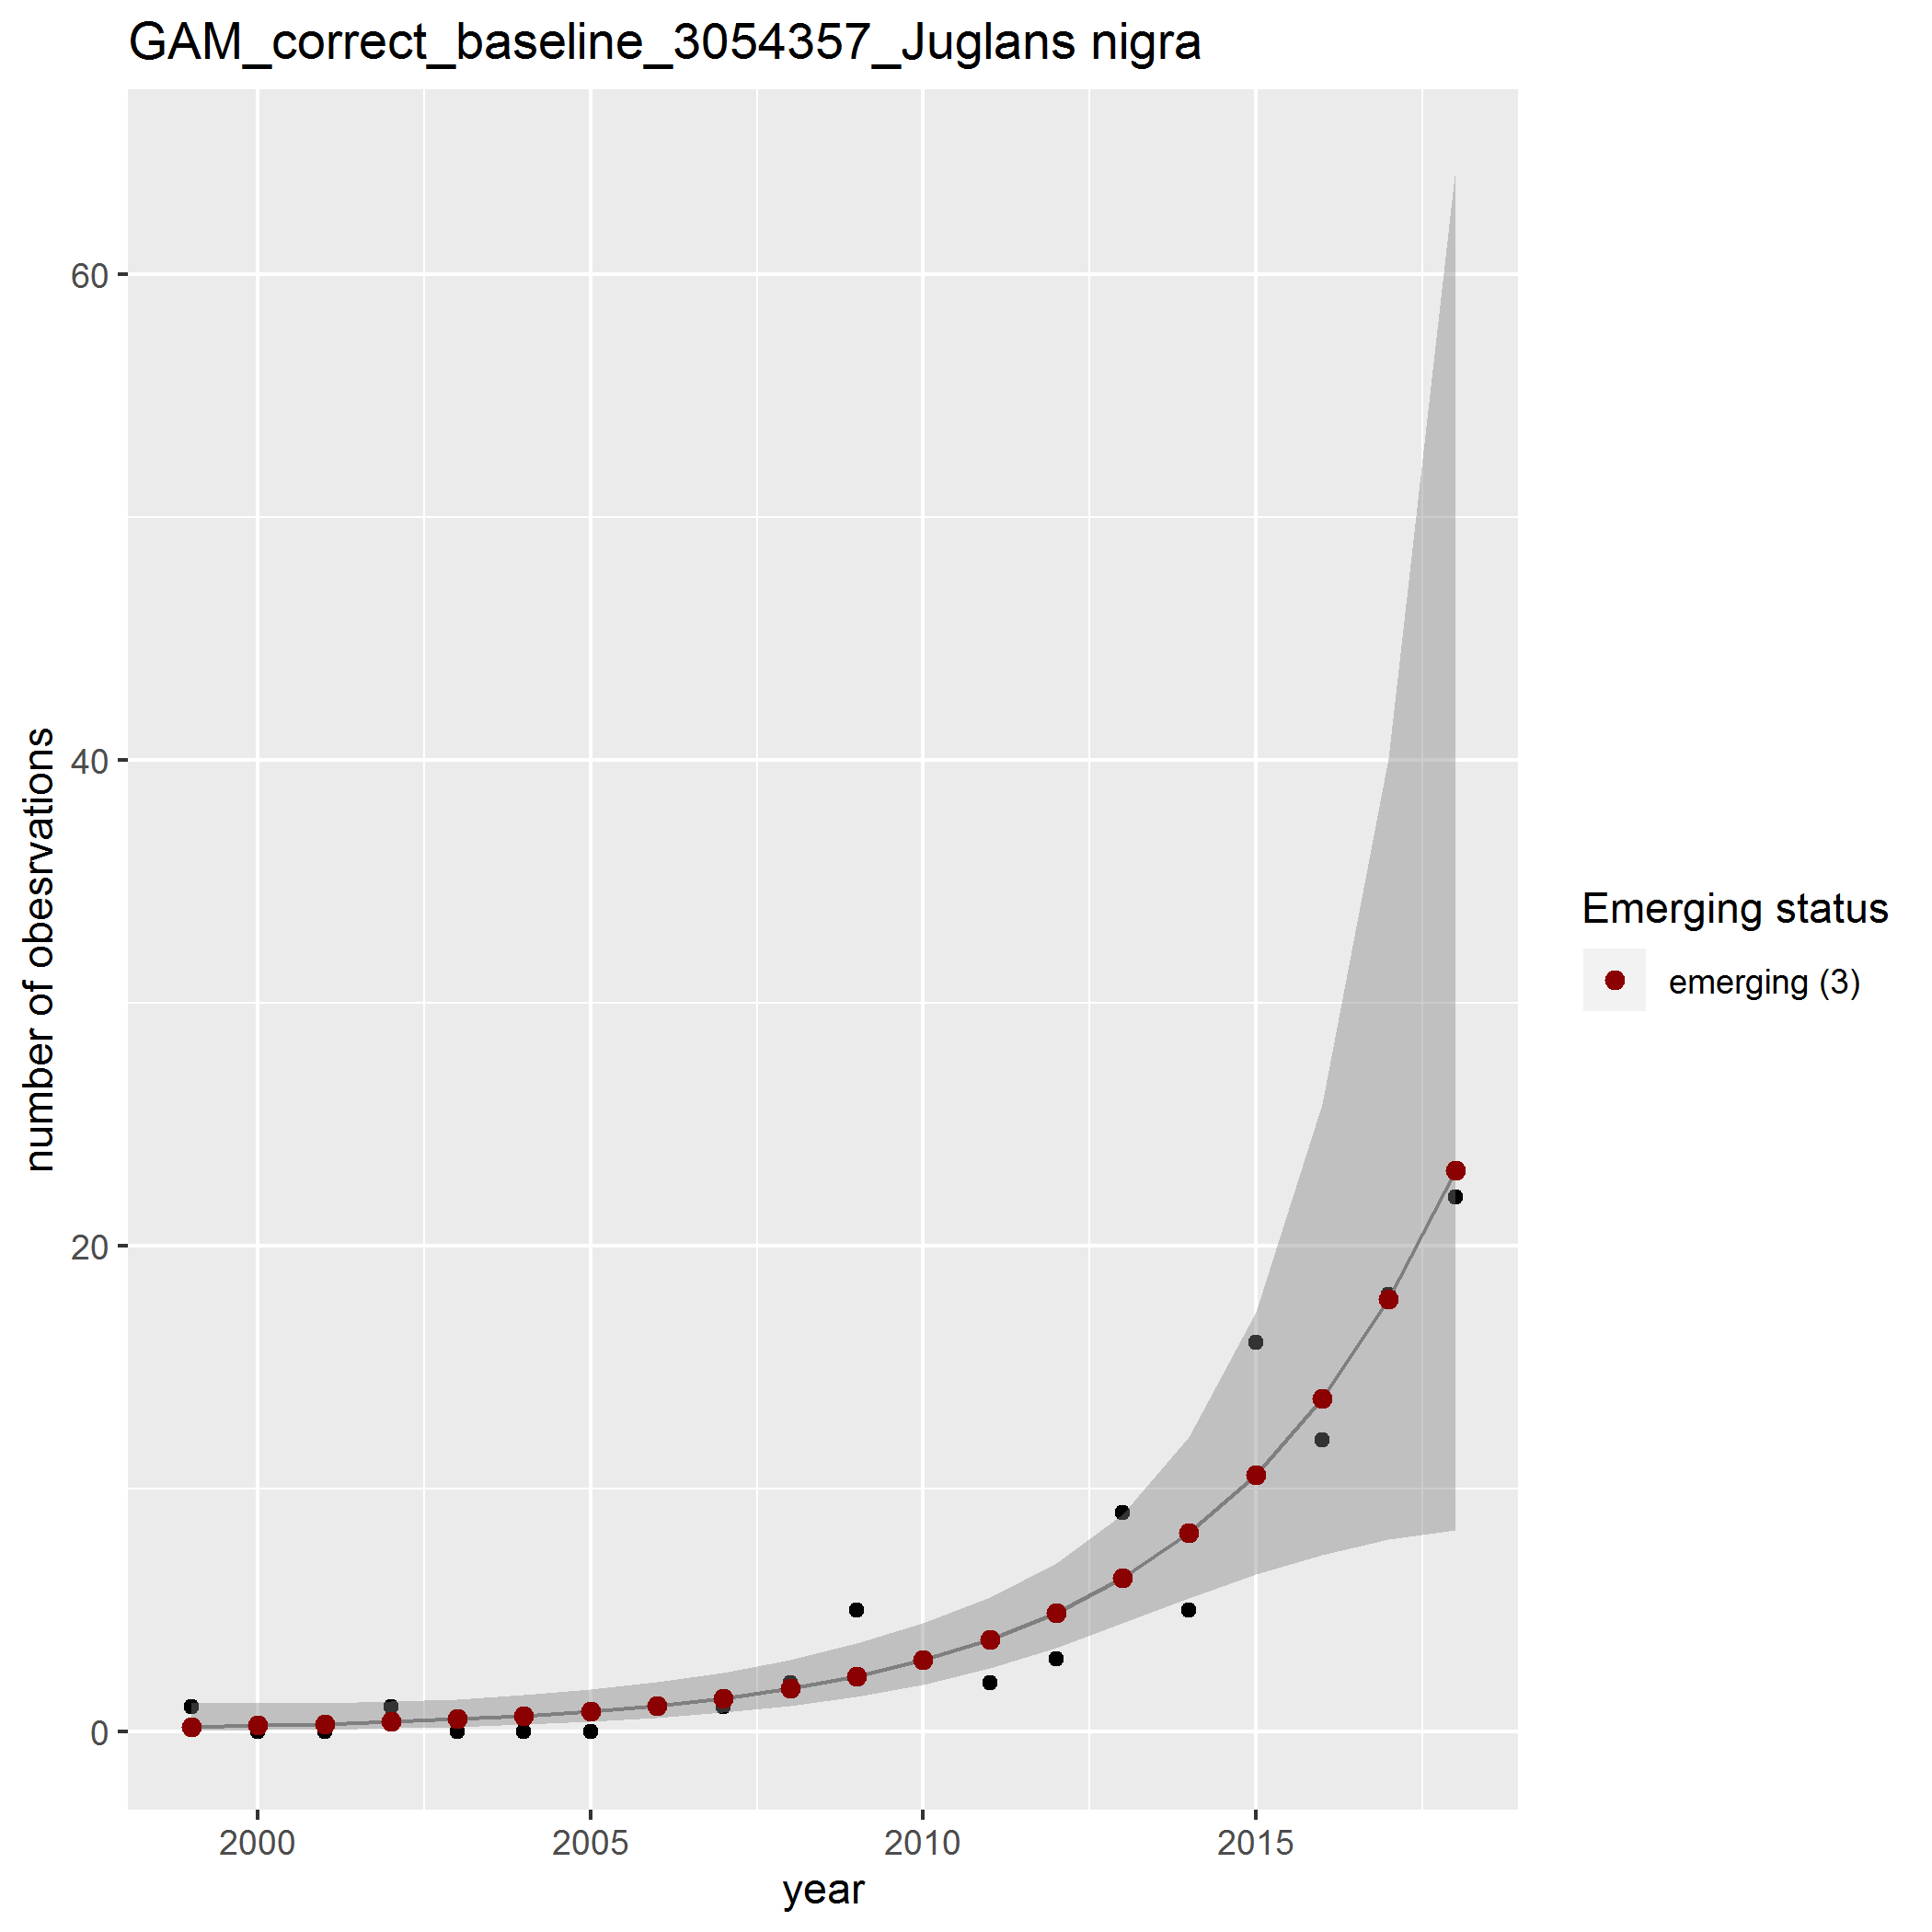 GAM_correct_baseline_3054357_Juglans nigra
number of obesrvations
60
40
20
0
2000
2005
2010
2015
year
Emerging status
emerging (3)